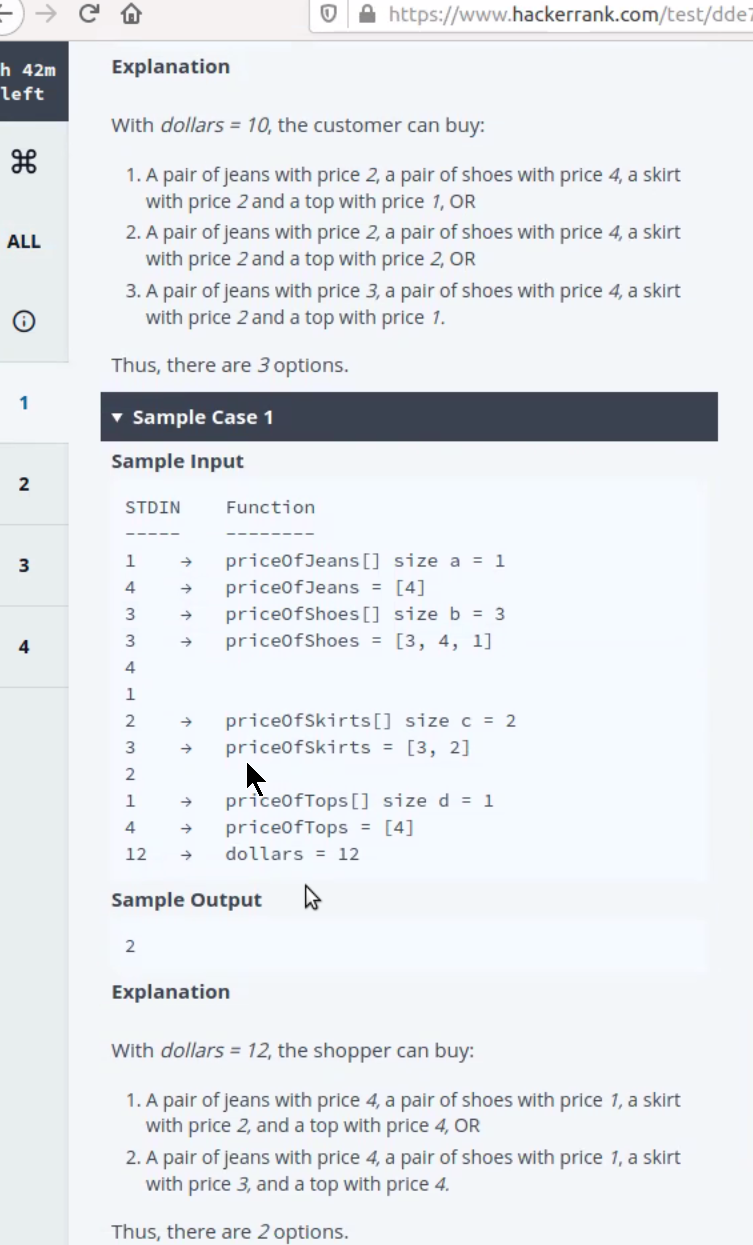 https://www.hackerrank.com/test/dde7
h 42m
left
⌘
ALL
1
2
3
4
Explanation
With dollars = 10, the customer can buy:
1. A pair of jeans with price 2, a pair of shoes with price 4, a skirt
with price 2 and a top with price 1, OR
2. A pair of jeans with price 2, a pair of shoes with price 4, a skirt
with price 2 and a top with price 2, OR
3. A pair of jeans with price 3, a pair of shoes with price 4, a skirt
with price 2 and a top with price 1.
Thus, there are 3 options.
▼ Sample Case 1
Sample Input
STDIN Function
----- --------
1 → priceOfJeans[] size a = 1
4 → priceOfJeans = [4]
3 → priceOfShoes[] size b = 3
3 → priceOfShoes = [3, 4, 1]
4
1
2 → priceOfSkirts[] size c = 2
3 → priceOfSkirts = [3, 2]
2
1 → priceOfTops[] size d = 1
4 → priceOfTops = [4]
12 → dollars = 12
Sample Output
2
Explanation
With dollars = 12, the shopper can buy:
1. A pair of jeans with price 4, a pair of shoes with price 1, a skirt
with price 2, and a top with price 4, OR
2. A pair of jeans with price 4, a pair of shoes with price 1, a skirt
with price 3, and a top with price 4.
Thus, there are 2 options.